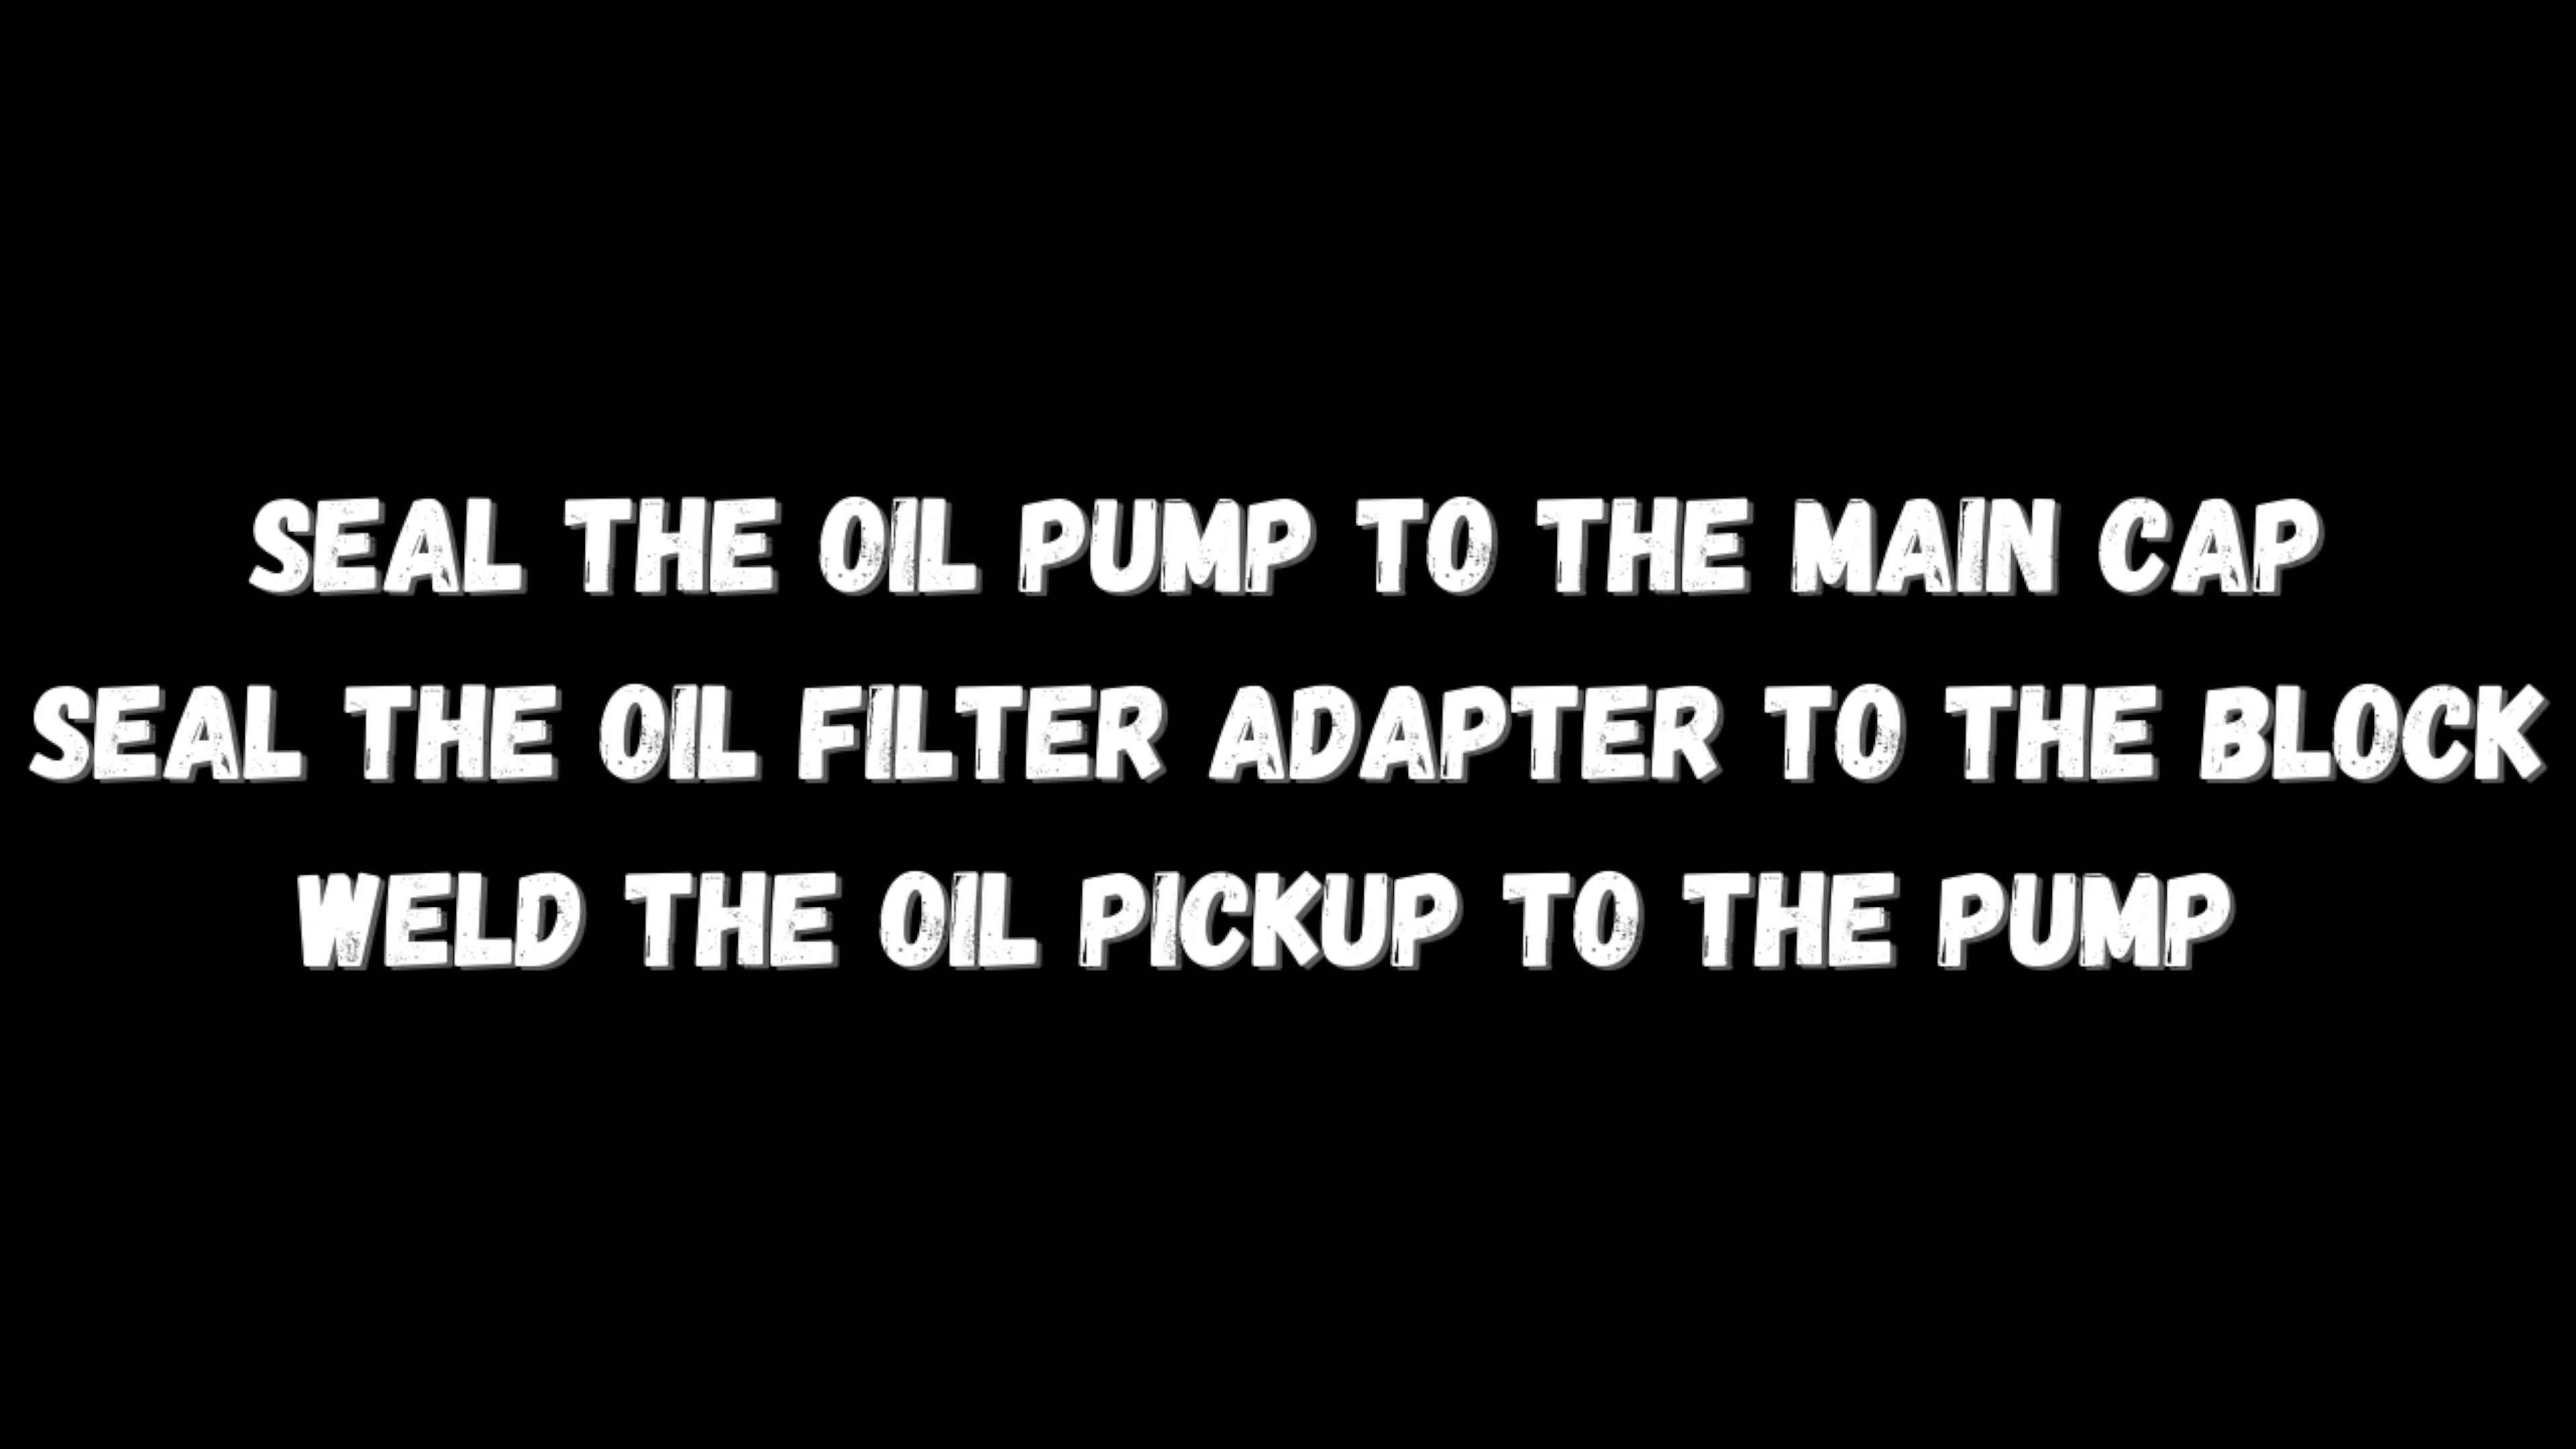 SEAL THE OIL PUMP TO THE MAIN CAP
SEAL THE OIL FILTER ADAPTER TO THE BLOCK
WELD THE OIL PICKUP TO THE PUMP